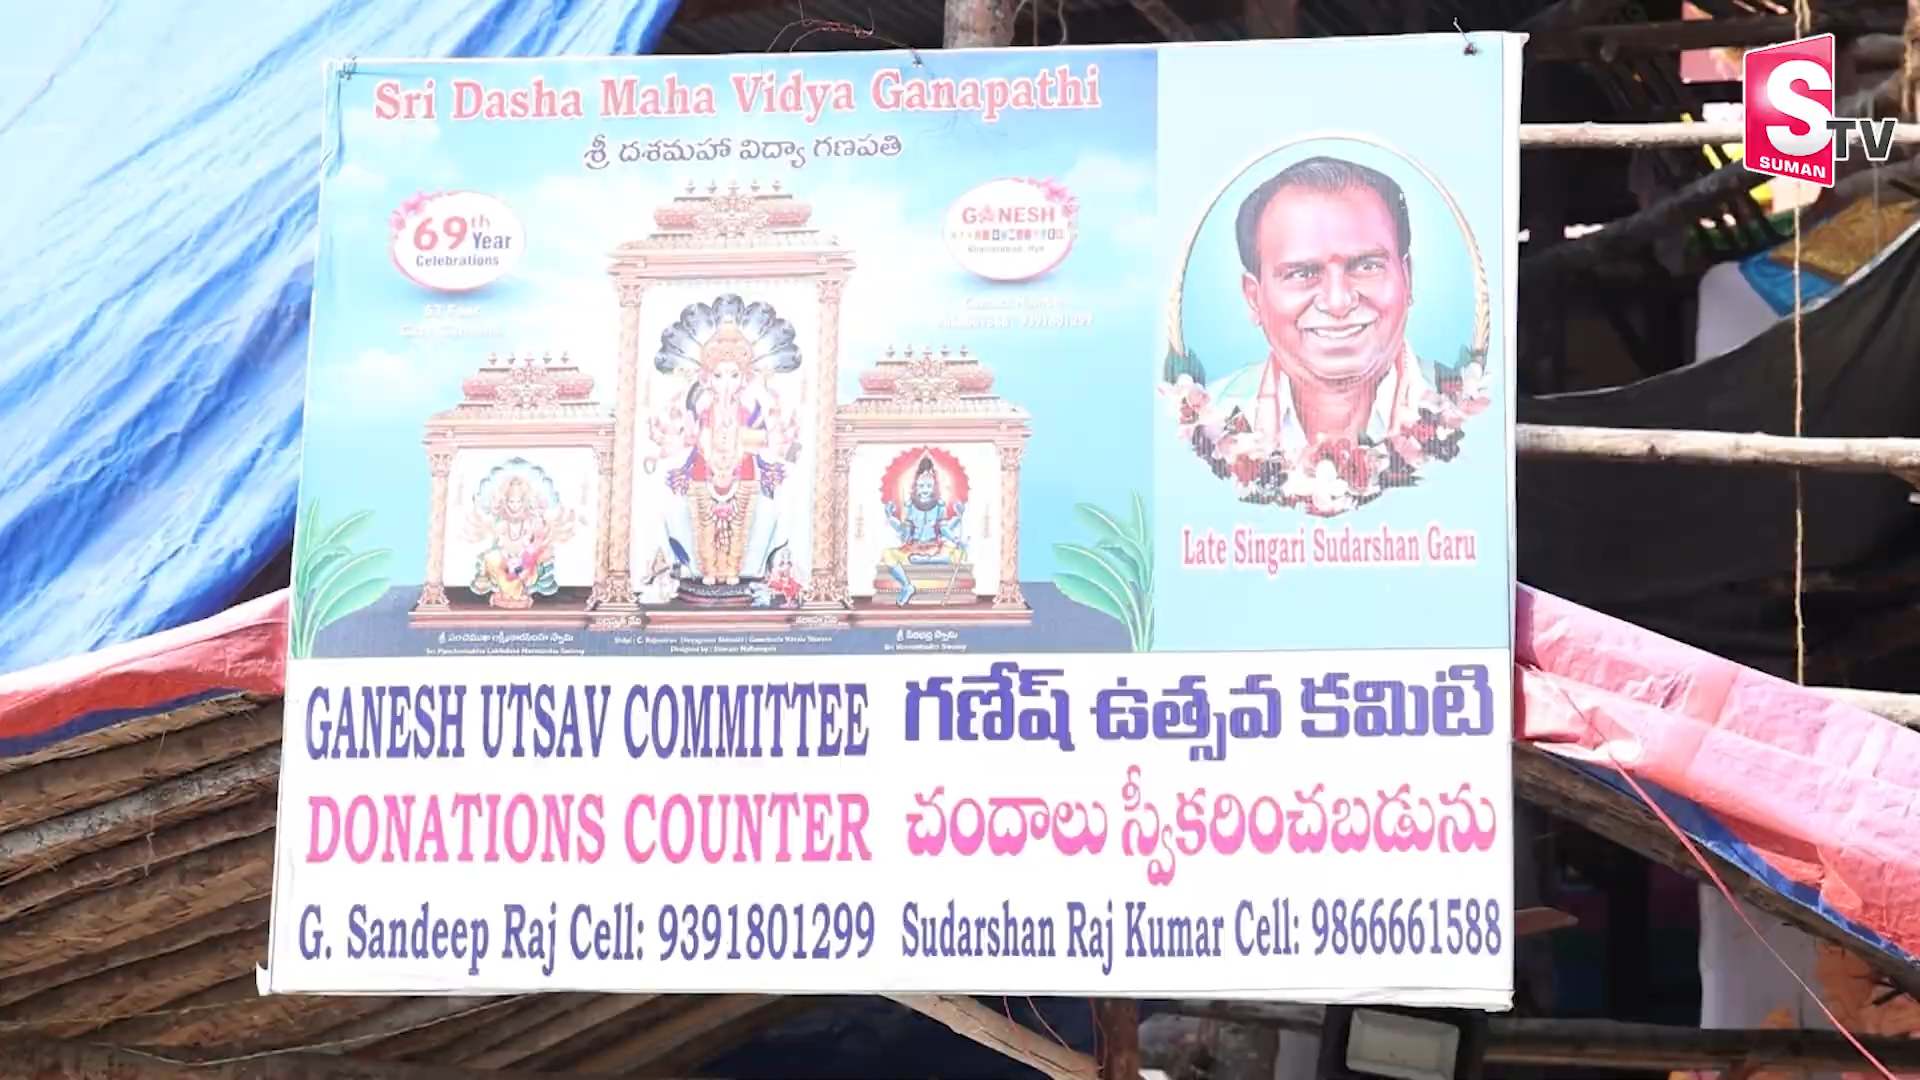 Sri Dasha Maha Vidya Ganapathi
శ్రీ దశమహా విద్యా గణపతి
69th Year
Celebrations
GANESH
S
SUMAN
TV
Late Singari Sudarshan Garu
GANESH UTSAV COMMITTEE
గణేష్ ఉత్సవ కమిటి
DONATIONS COUNTER
చందాలు స్వీకరించబడును
G. Sandeep Raj Cell: 9391801299
Sudarshan Raj Kumar Cell: 9866661588